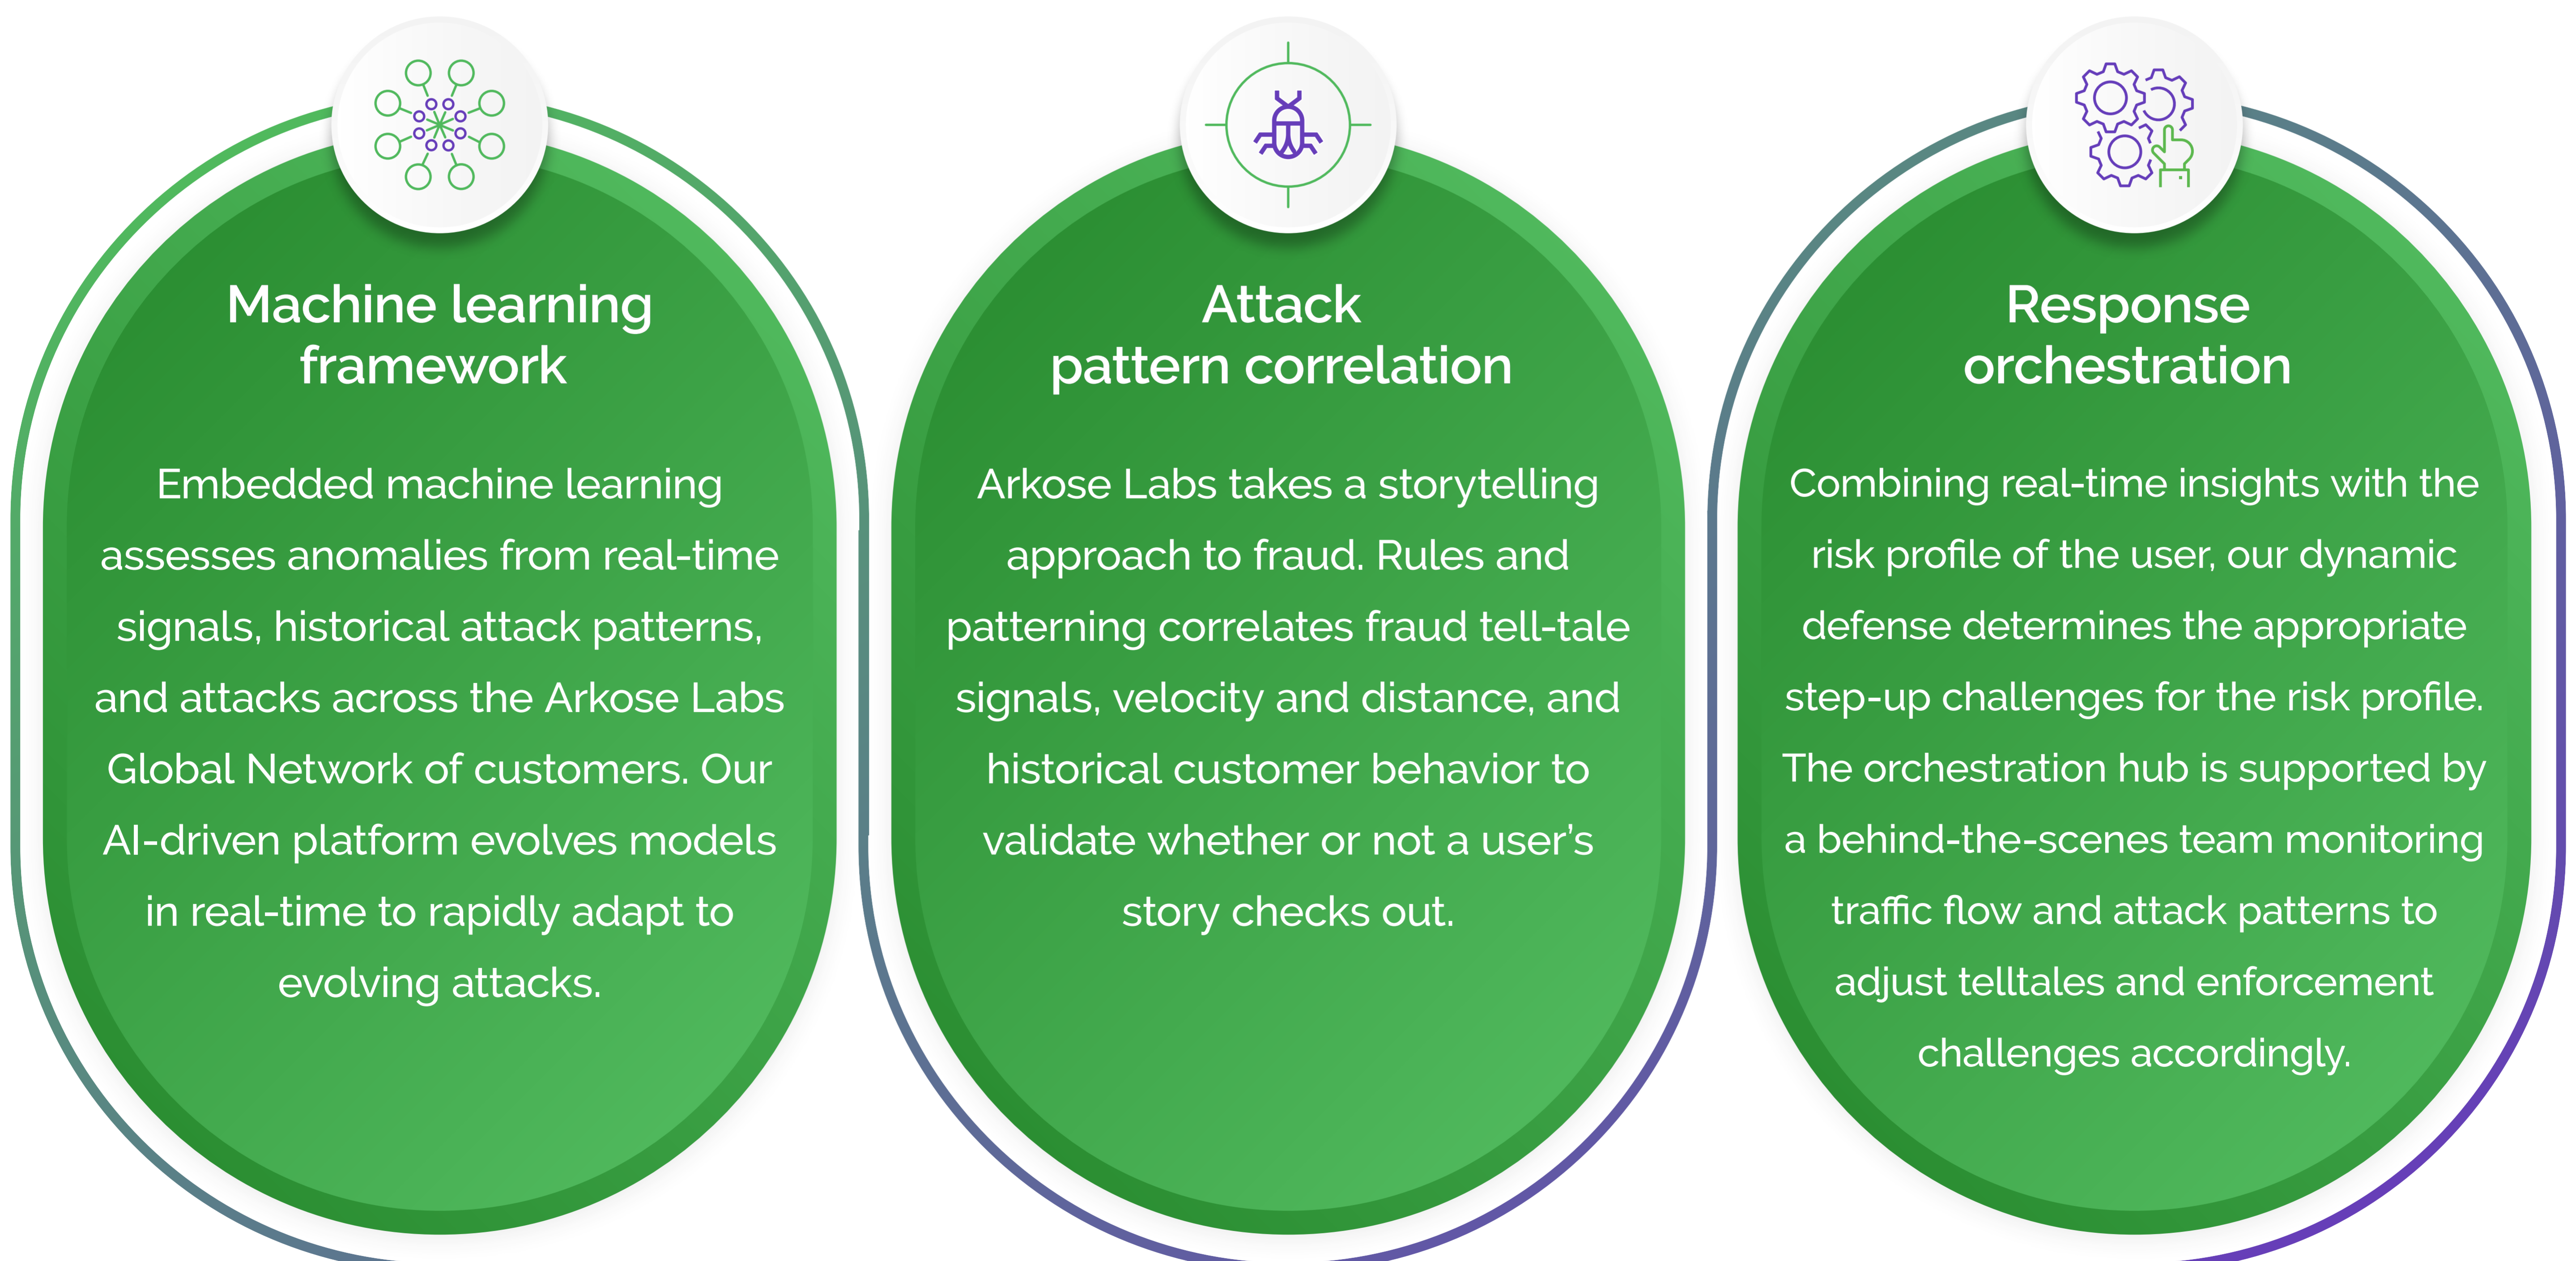 Machine learning
framework
Embedded machine learning
assesses anomalies from real-time
signals, historical attack patterns,
and attacks across the Arkose Labs
Global Network of customers. Our
AI-driven platform evolves models
in real-time to rapidly adapt to
evolving attacks.
Attack
pattern correlation
Arkose Labs takes a storytelling
approach to fraud. Rules and
patterning correlates fraud tell-tale
signals, velocity and distance, and
historical customer behavior to
validate whether or not a user’s
story checks out.
Response
orchestration
Combining real-time insights with the
risk profile of the user, our dynamic
defense determines the appropriate
step-up challenges for the risk profile.
The orchestration hub is supported by
a behind-the-scenes team monitoring
traffic flow and attack patterns to
adjust telltales and enforcement
challenges accordingly.